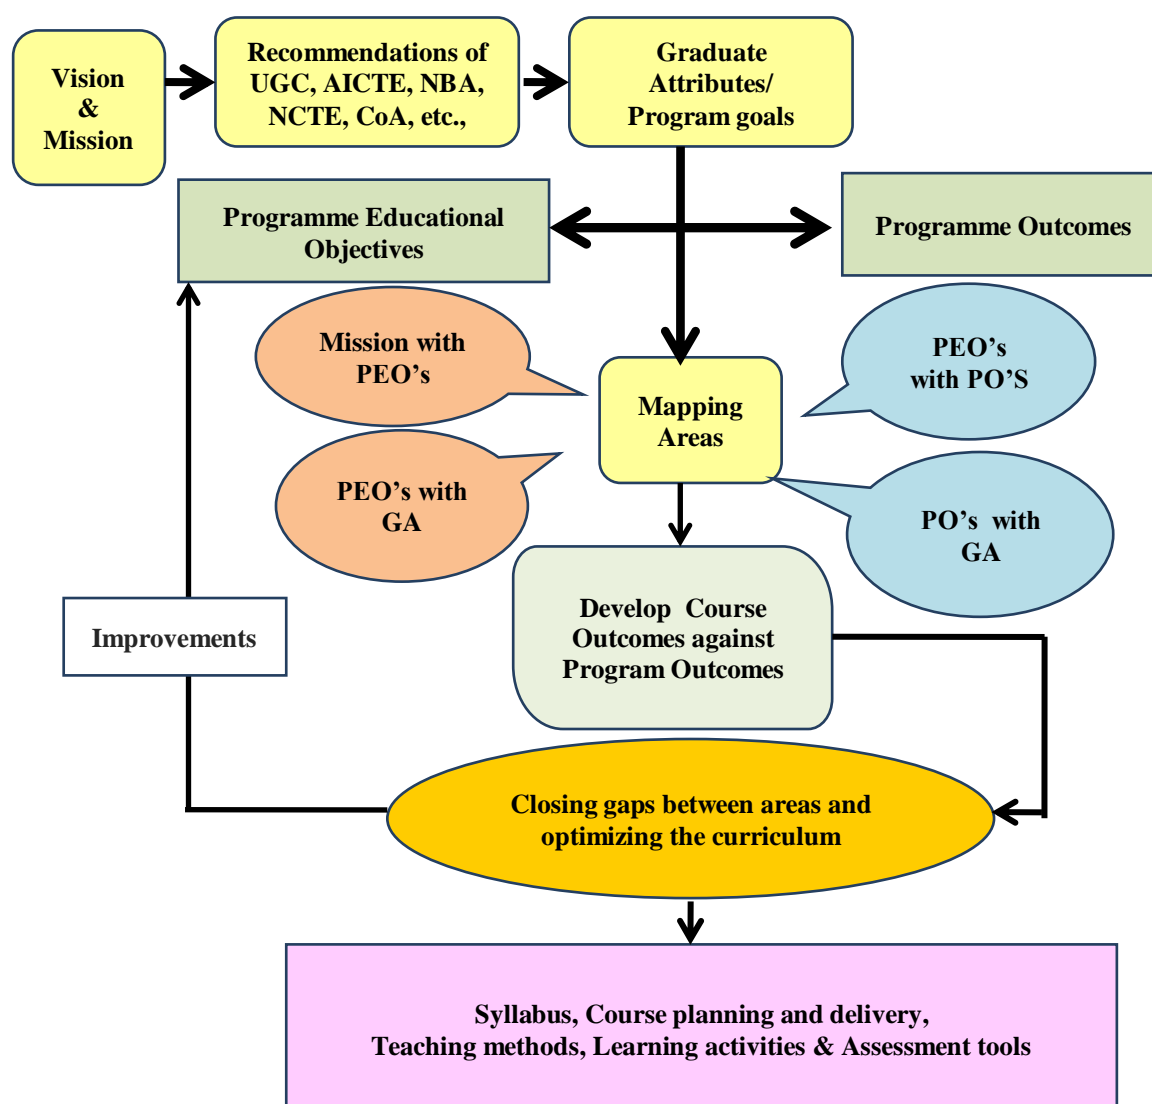 Vision
&
Mission
Recommendations of
UGC, AICTE, NBA,
NCTE, CoA, etc.,
Graduate
Attributes/
Program goals
Programme Educational
Objectives
Programme Outcomes
Mission with
PEO’s
PEO’s
with PO’S
Mapping
Areas
PEO’s with
GA
PO’s with
GA
Develop Course
Outcomes against
Program Outcomes
Improvements
Closing gaps between areas and
optimizing the curriculum
Syllabus, Course planning and delivery,
Teaching methods, Learning activities & Assessment tools